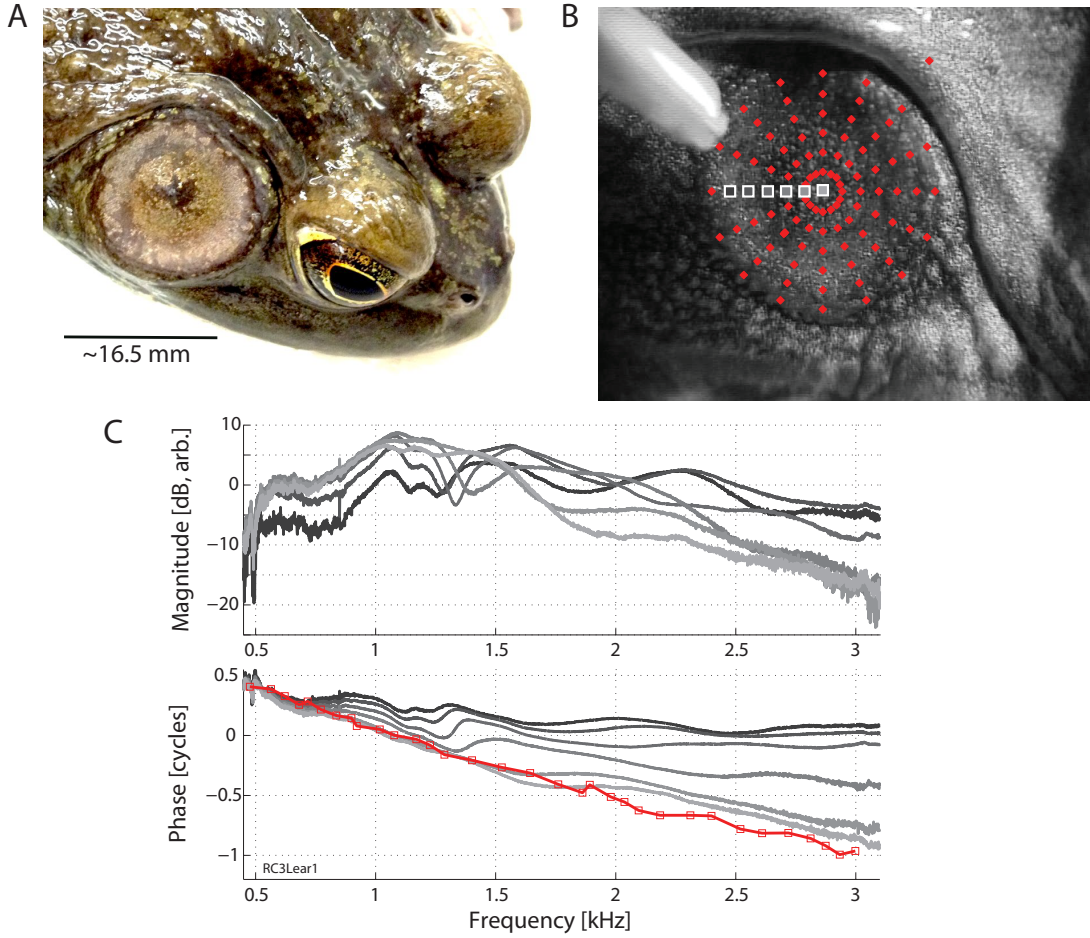 A
B
~16.5 mm
C
Magnitude [dB, arb.]
10
0
−10
−20
0.5
1
1.5
2
2.5
3
Phase [cycles]
0.5
0
−0.5
−1
RC3Lear1
0.5
1
1.5
2
2.5
3
Frequency [kHz]